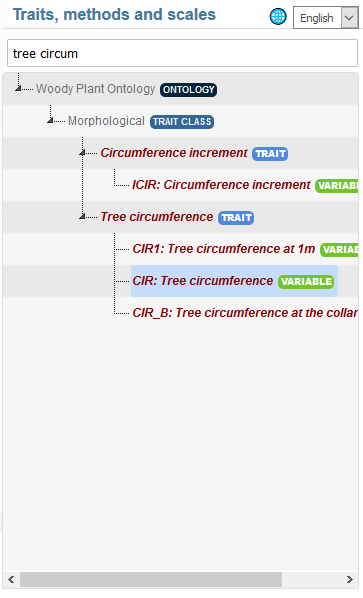 Traits, methods and scales
English
tree circum
Woody Plant Ontology ONTOLOGY
Morphological TRAIT CLASS
Circumference increment TRAIT
ICIR: Circumference increment VARIABL
Tree circumference TRAIT
CIR1: Tree circumference at 1m VARIA
CIR: Tree circumference VARIABLE
CIR_B: Tree circumference at the collar